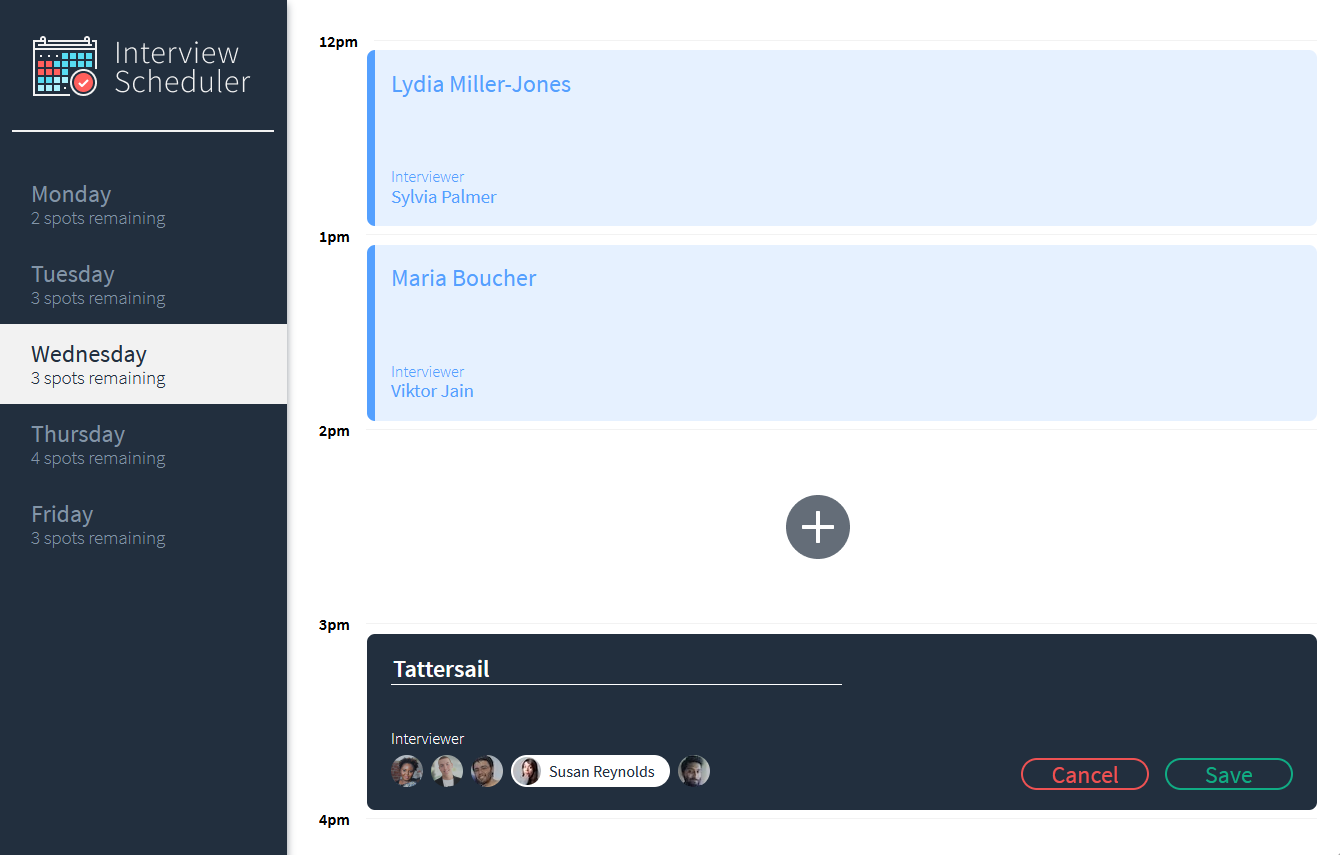 Interview
Scheduler
Monday
2 spots remaining
Tuesday
3 spots remaining
Wednesday
3 spots remaining
Thursday
4 spots remaining
Friday
3 spots remaining
12pm
Lydia Miller-Jones
Interviewer
Sylvia Palmer
1pm
Maria Boucher
Interviewer
Viktor Jain
2pm
3pm
Tattersail
Interviewer
Susan Reynolds
Cancel
Save
4pm